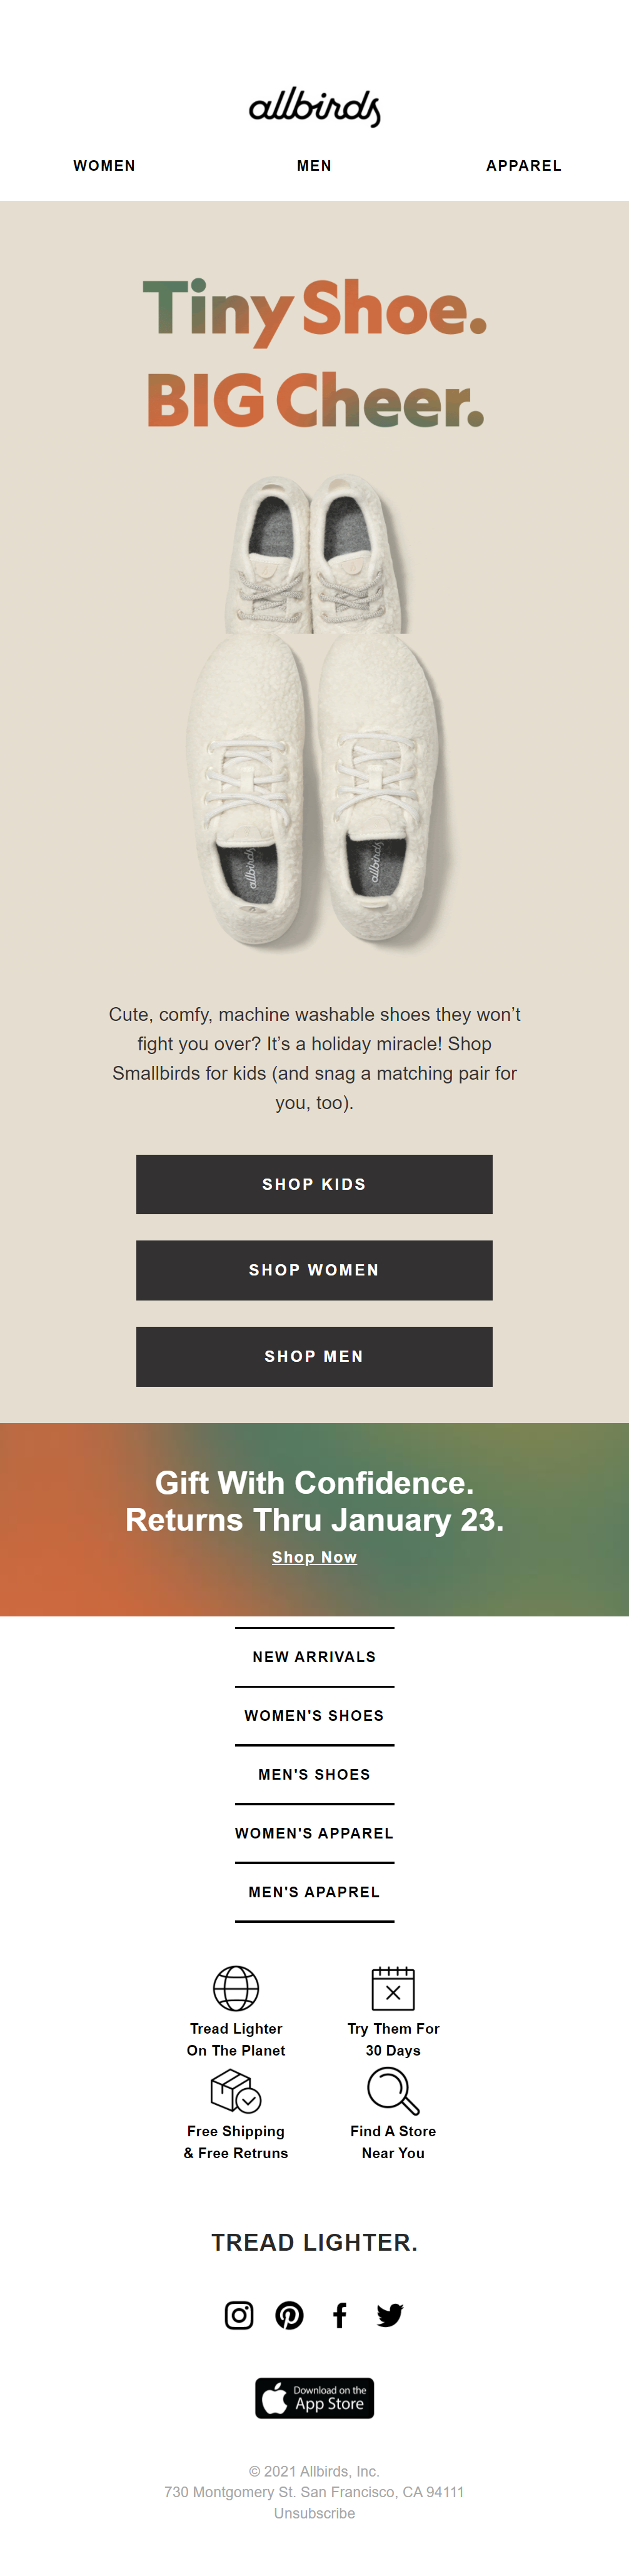 allbirds
WOMEN MEN APPAREL
Tiny Shoe.
BIG Cheer.
allbirds allbirds
Cute, comfy, machine washable shoes they won’t
fight you over? It’s a holiday miracle! Shop
Smallbirds for kids (and snag a matching pair for
you, too).
SHOP KIDS
SHOP WOMEN
SHOP MEN
Gift With Confidence.
Returns Thru January 23.
Shop Now
NEW ARRIVALS
WOMEN'S SHOES
MEN'S SHOES
WOMEN'S APPAREL
MEN'S APAPREL
Tread Lighter
On The Planet
Try Them For
30 Days
Free Shipping
& Free Retruns
Find A Store
Near You
TREAD LIGHTER.
Download on the
App Store
© 2021 Allbirds, Inc.
730 Montgomery St. San Francisco, CA 94111
Unsubscribe